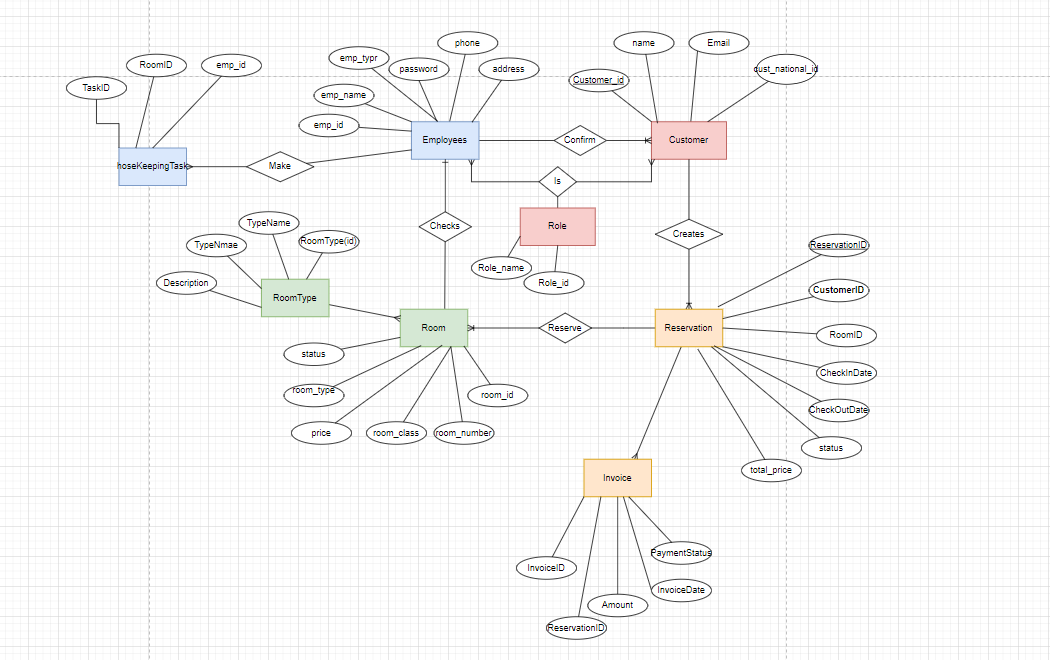 phone
name
Email
emp_typr
RoomID
emp_id
password
address
cust_national_id
TaskID
Customer_id
emp_name
emp_id
Employees
Confirm
Customer
hoseKeepingTask
Make
Is
TypeName
Checks
Role
Creates
TypeNmae
RoomType(id)
ReservationID
Role_name
Description
Role_id
CustomerID
RoomType
Room
Reserve
Reservation
RoomID
status
CheckInDate
room_type
room_id
CheckOutDate
price
room_class
room_number
status
total_price
Invoice
PaymentStatus
InvoiceID
InvoiceDate
Amount
ReservationID